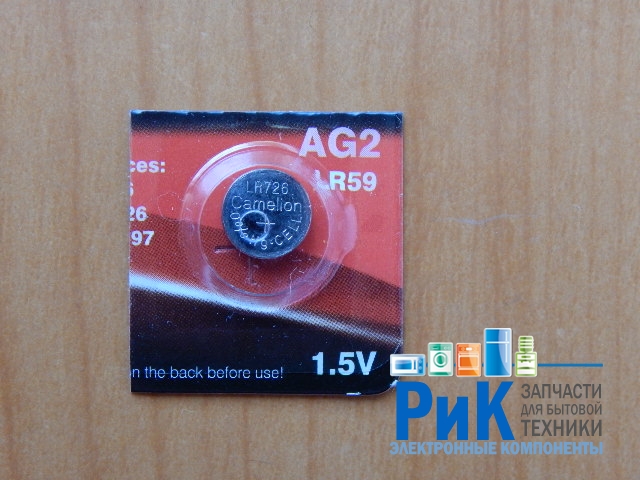 AG2
LR59
ces:
6
26
97
LR726
Camelion
1.5V
n the back before use!
РиК
ЗАПЧАСТИ
ДЛЯ БЫТОВОЙ
ТЕХНИКИ
ЭЛЕКТРОННЫЕ КОМПОНЕНТЫ